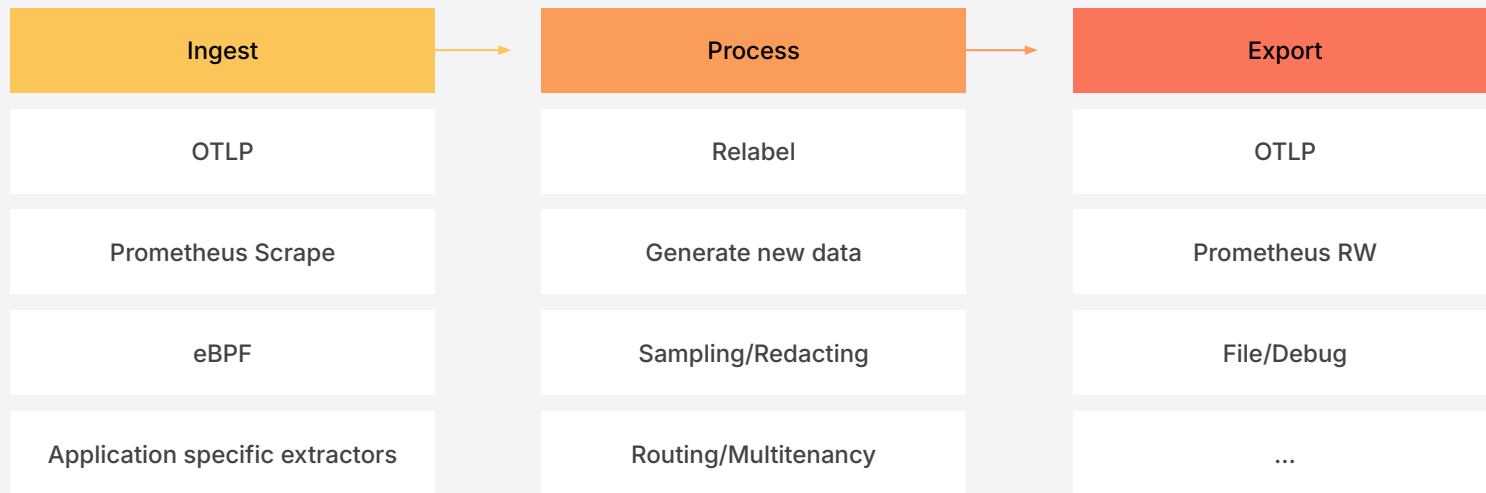 Ingest
OTLP
Prometheus Scrape
eBPF
Application specific extractors
Process
Relabel
Generate new data
Sampling/Redacting
Routing/Multitenancy
Export
OTLP
Prometheus RW
File/Debug
...